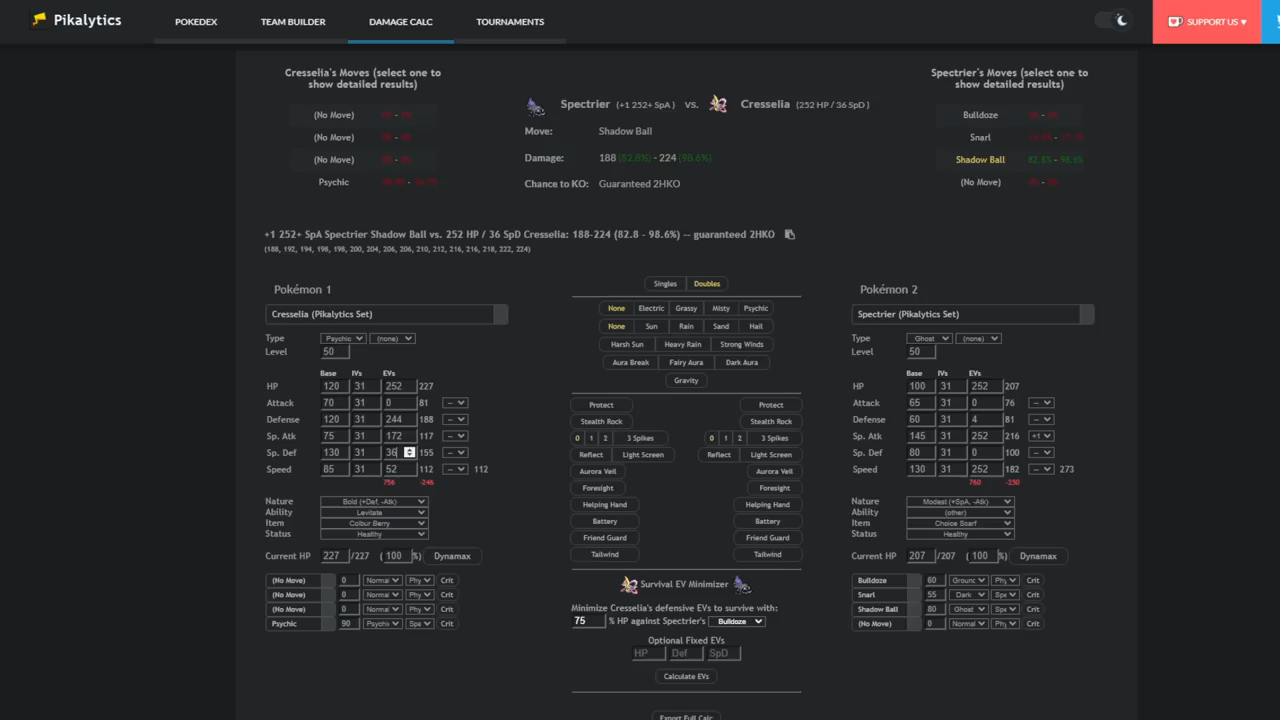 Pikalytics POKEDEX TEAM BUILDER DAMAGE CALC TOURNAMENTS SUPPORT US ♥
Cresselia's Moves (select one to show detailed results)
(No Move)
(No Move)
(No Move)
Psychic
Spectrier (+1 252+ SpA ) VS. Cresselia (252 HP / 36 SpD )
Move: Shadow Ball
Damage: 188 (82.8%) - 224 (98.6%)
Chance to KO: Guaranteed 2HKO
Spectrier's Moves (select one to show detailed results)
Bulldoze
Snarl
Shadow Ball 82.8% - 98.6%
(No Move)
+1 252+ SpA Spectrier Shadow Ball vs. 252 HP / 36 SpD Cresselia: 188-224 (82.8 - 98.6%) -- guaranteed 2HKO
(188, 192, 194, 198, 198, 200, 204, 206, 206, 210, 212, 216, 216, 218, 222, 224)
Pokémon 1
Cresselia (Pikalytics Set)
Type Psychic (none)
Level 50
Base IVs EVs
HP 120 31 252 227
Attack 70 31 0 81 --
Defense 120 31 244 188 --
Sp. Atk 75 31 172 117 --
Sp. Def 130 31 36 155 --
Speed 85 31 52 112 -- 112
756 -246
Nature Bold (+Def, -Atk)
Ability Levitate
Item Colbur Berry
Status Healthy
Current HP 227 /227 ( 100 %) Dynamax
(No Move) 0 Normal Phy Crit
(No Move) 0 Normal Phy Crit
(No Move) 0 Normal Phy Crit
Psychic 90 Psychic Spe Crit
Singles Doubles
None Electric Grassy Misty Psychic
None Sun Rain Sand Hail
Harsh Sun Heavy Rain Strong Winds
Aura Break Fairy Aura Dark Aura
Gravity
Protect Protect
Stealth Rock Stealth Rock
0 1 2 3 Spikes 0 1 2 3 Spikes
Reflect Light Screen Reflect Light Screen
Aurora Veil Aurora Veil
Foresight Foresight
Helping Hand Helping Hand
Battery Battery
Friend Guard Friend Guard
Tailwind Tailwind
Survival EV Minimizer
Minimize Cresselia's defensive EVs to survive with:
75 % HP against Spectrier's Bulldoze
Optional Fixed EVs
HP Def SpD
Calculate EVs
Export Full Calc
Pokémon 2
Spectrier (Pikalytics Set)
Type Ghost (none)
Level 50
Base IVs EVs
HP 100 31 252 207
Attack 65 31 0 76 --
Defense 60 31 4 81 --
Sp. Atk 145 31 252 216 +1
Sp. Def 80 31 0 100 --
Speed 130 31 252 182 -- 273
760 -250
Nature Modest (+SpA, -Atk)
Ability (other)
Item Choice Scarf
Status Healthy
Current HP 207 /207 ( 100 %) Dynamax
Bulldoze 60 Ground Phy Crit
Snarl 55 Dark Spe Crit
Shadow Ball 80 Ghost Spe Crit
(No Move) 0 Normal Phy Crit